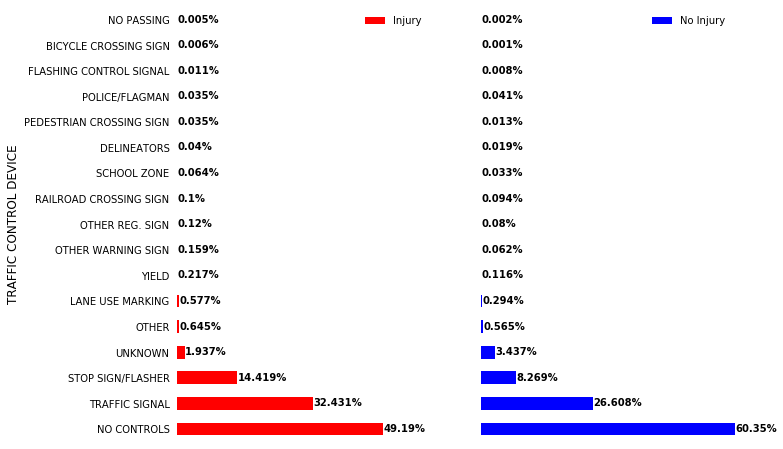 TRAFFIC CONTROL DEVICE
Injury
No Injury
NO PASSING 0.005% 0.002%
BICYCLE CROSSING SIGN 0.006% 0.001%
FLASHING CONTROL SIGNAL 0.011% 0.008%
POLICE/FLAGMAN 0.035% 0.041%
PEDESTRIAN CROSSING SIGN 0.035% 0.013%
DELINEATORS 0.04% 0.019%
SCHOOL ZONE 0.064% 0.033%
RAILROAD CROSSING SIGN 0.1% 0.094%
OTHER REG. SIGN 0.12% 0.08%
OTHER WARNING SIGN 0.159% 0.062%
YIELD 0.217% 0.116%
LANE USE MARKING 0.577% 0.294%
OTHER 0.645% 0.565%
UNKNOWN 1.937% 3.437%
STOP SIGN/FLASHER 14.419% 8.269%
TRAFFIC SIGNAL 32.431% 26.608%
NO CONTROLS 49.19% 60.35%